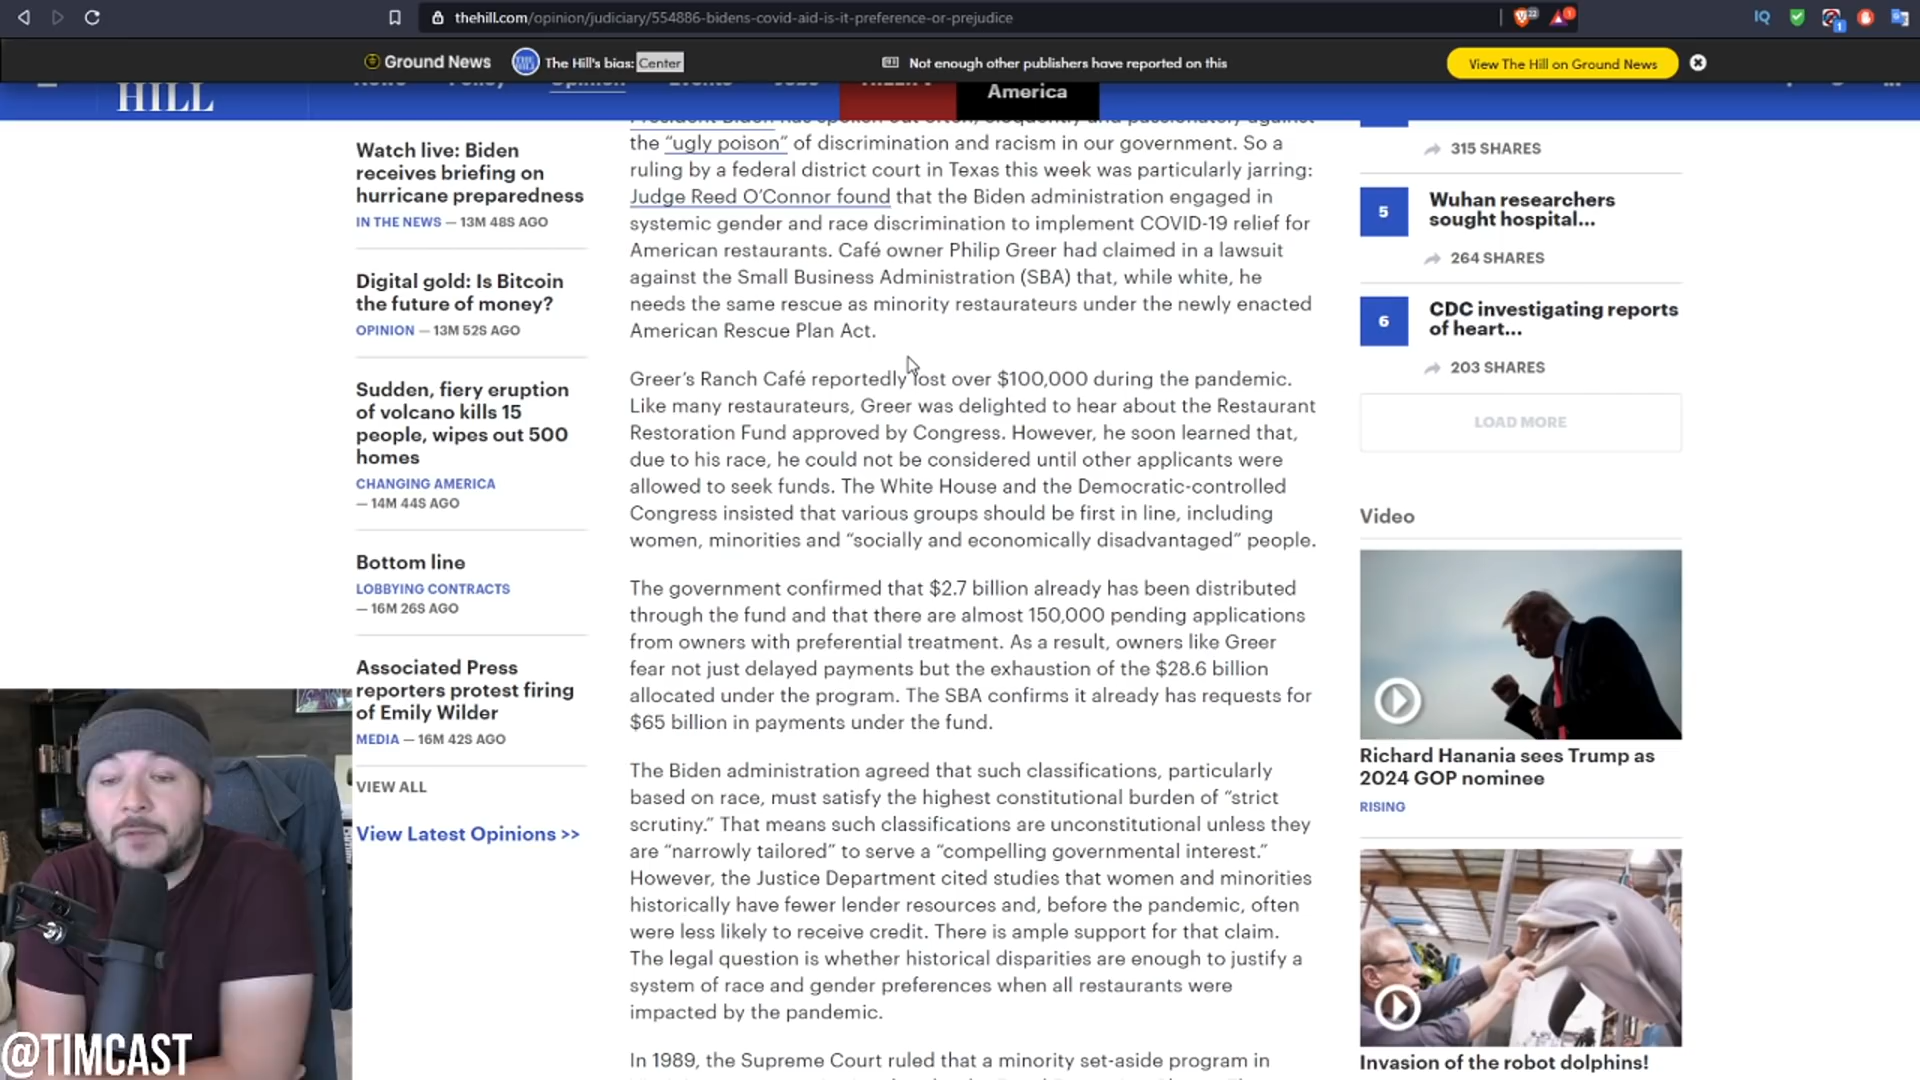 thehill.com/opinion/judiciary/554886-bidens-covid-aid-is-it-preference-or-prejudice
22
1
IQ
1
Ground News
The Hill's bias: Center
Not enough other publishers have reported on this
View The Hill on Ground News
HILL
News
Policy
Opinion
Events
Jobs
America
Watch live: Biden
receives briefing on
hurricane preparedness
IN THE NEWS — 13M 48S AGO
Digital gold: Is Bitcoin
the future of money?
OPINION — 13M 52S AGO
Sudden, fiery eruption
of volcano kills 15
people, wipes out 500
homes
CHANGING AMERICA
— 14M 44S AGO
Bottom line
LOBBYING CONTRACTS
— 16M 26S AGO
Associated Press
reporters protest firing
of Emily Wilder
MEDIA — 16M 42S AGO
VIEW ALL
View Latest Opinions >>
President Biden has spoken out often, eloquently and passionately against
the “ugly poison” of discrimination and racism in our government. So a
ruling by a federal district court in Texas this week was particularly jarring:
Judge Reed O’Connor found that the Biden administration engaged in
systemic gender and race discrimination to implement COVID-19 relief for
American restaurants. Café owner Philip Greer had claimed in a lawsuit
against the Small Business Administration (SBA) that, while white, he
needs the same rescue as minority restaurateurs under the newly enacted
American Rescue Plan Act.
Greer’s Ranch Café reportedly lost over $100,000 during the pandemic.
Like many restaurateurs, Greer was delighted to hear about the Restaurant
Restoration Fund approved by Congress. However, he soon learned that,
due to his race, he could not be considered until other applicants were
allowed to seek funds. The White House and the Democratic-controlled
Congress insisted that various groups should be first in line, including
women, minorities and “socially and economically disadvantaged” people.
The government confirmed that $2.7 billion already has been distributed
through the fund and that there are almost 150,000 pending applications
from owners with preferential treatment. As a result, owners like Greer
fear not just delayed payments but the exhaustion of the $28.6 billion
allocated under the program. The SBA confirms it already has requests for
$65 billion in payments under the fund.
The Biden administration agreed that such classifications, particularly
based on race, must satisfy the highest constitutional burden of “strict
scrutiny.” That means such classifications are unconstitutional unless they
are “narrowly tailored” to serve a “compelling governmental interest.”
However, the Justice Department cited studies that women and minorities
historically have fewer lender resources and, before the pandemic, often
were less likely to receive credit. There is ample support for that claim.
The legal question is whether historical disparities are enough to justify a
system of race and gender preferences when all restaurants were
impacted by the pandemic.
In 1989, the Supreme Court ruled that a minority set-aside program in
315 SHARES
5
Wuhan researchers
sought hospital...
264 SHARES
6
CDC investigating reports
of heart...
203 SHARES
LOAD MORE
Video
Richard Hanania sees Trump as
2024 GOP nominee
RISING
Invasion of the robot dolphins!
@TIMCAST